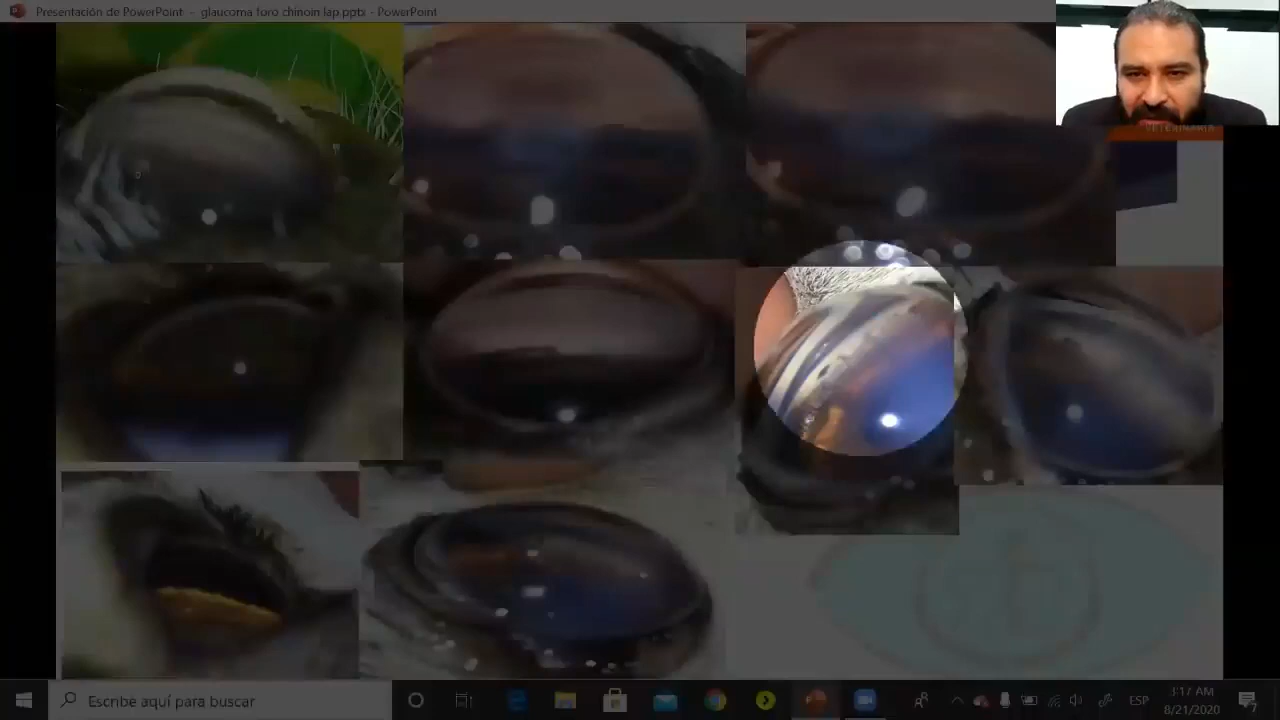 Presentación de PowerPoint - glaucoma foro chinoin lap.pptx - PowerPoint
VETERINARIA
Escribe aquí para buscar
ESP
3:17 AM
8/21/2020